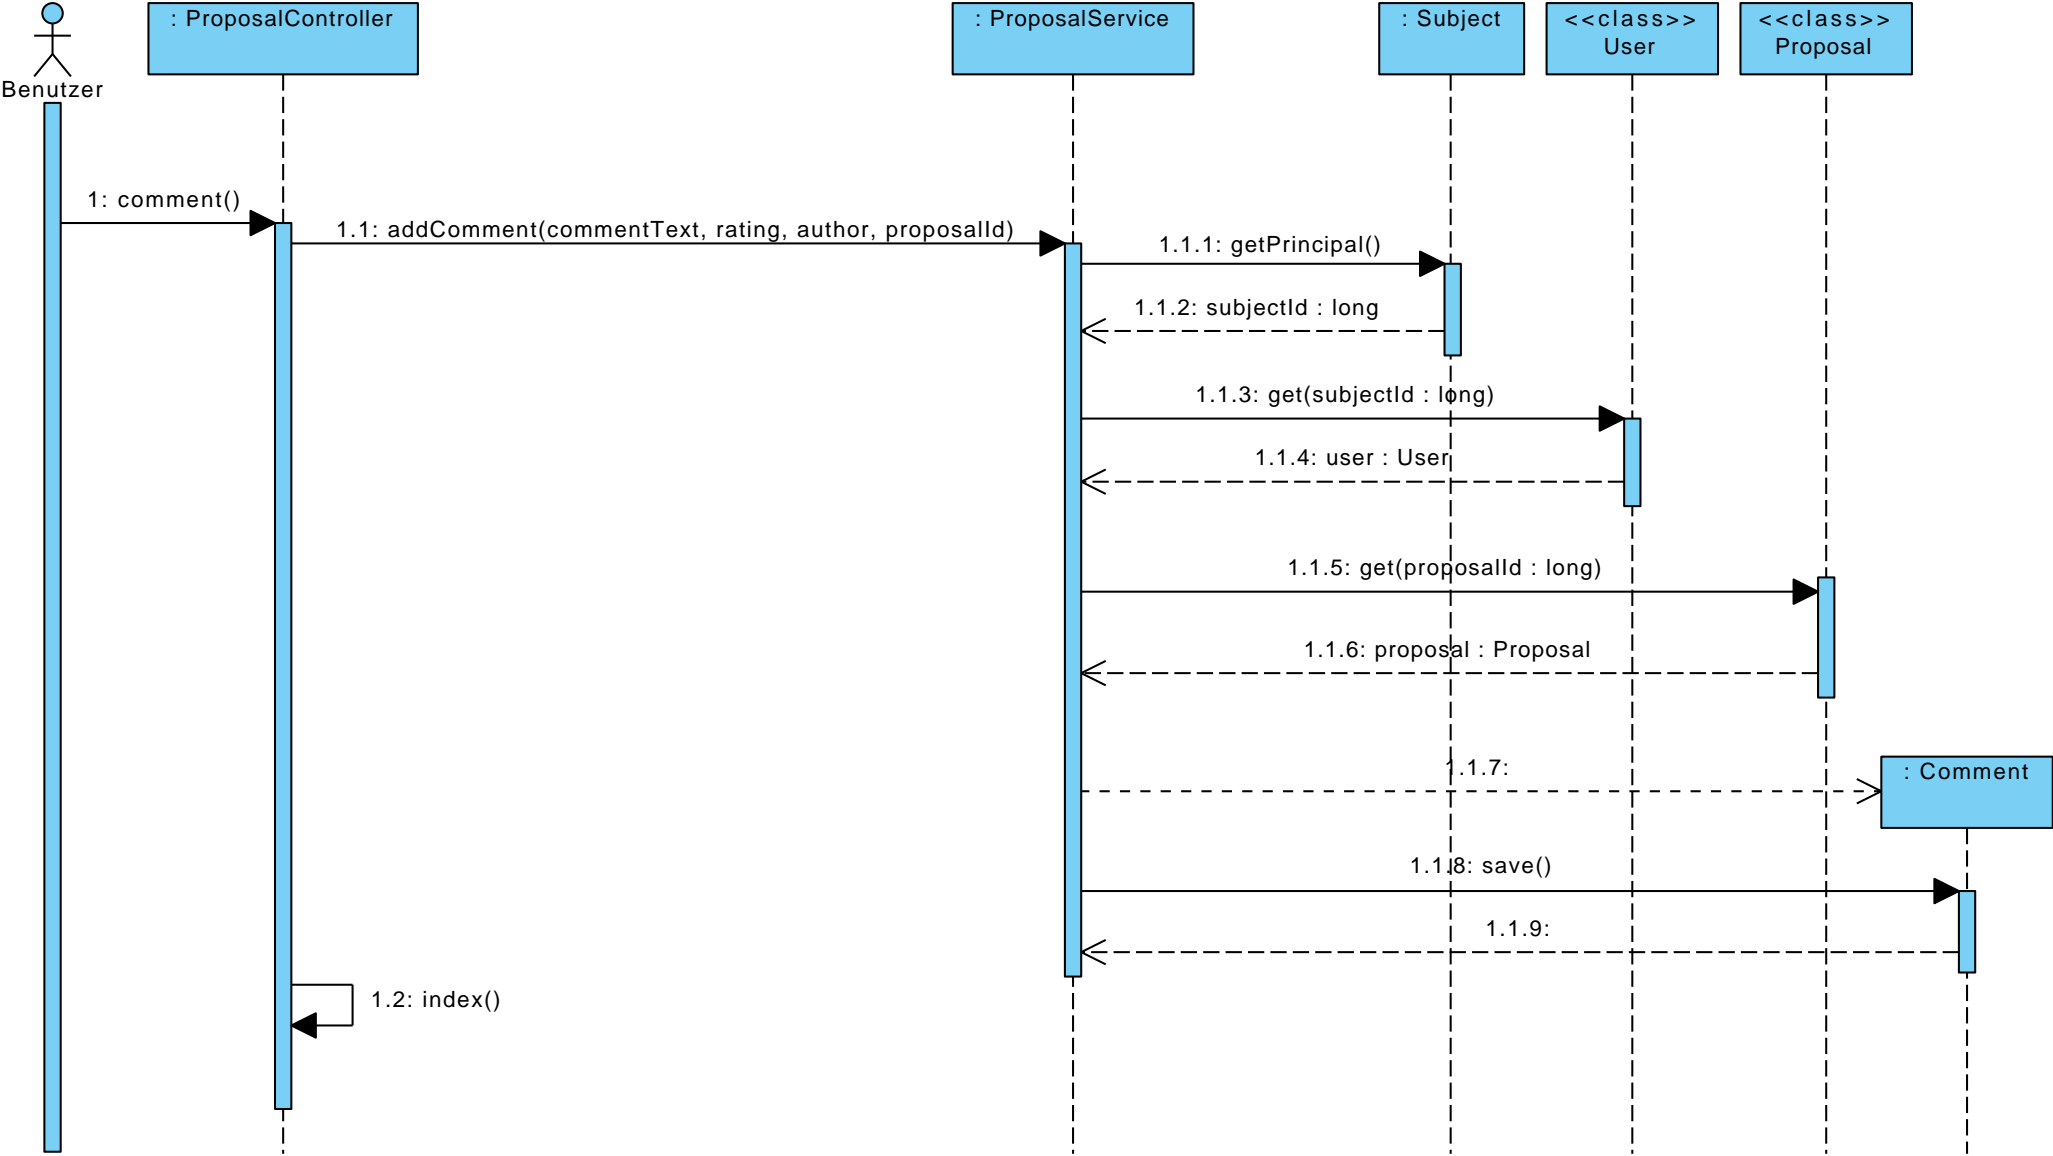 : ProposalController
: ProposalService
: Subject
<<class>>
User
<<class>>
Proposal
Benutzer
1: comment()
1.1: addComment(commentText, rating, author, proposalId)
1.1.1: getPrincipal()
1.1.2: subjectId : long
1.1.3: get(subjectId : long)
1.1.4: user : User
1.1.5: get(proposalId : long)
1.1.6: proposal : Proposal
1.1.7:
: Comment
1.1.8: save()
1.1.9:
1.2: index()